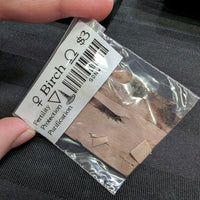 ♀ Birch ♎ $3
Fertility
Protection
Purification